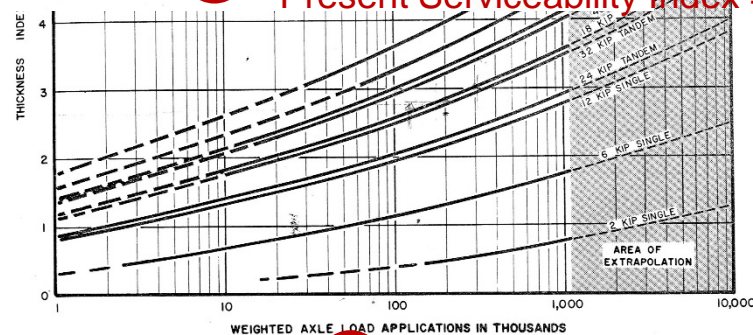 Present Serviceability Index
THICKNESS INDE
4
3
2
1
0
KIP
32 KIP TANDEM
24 KIP TANDEM
12 KIP SINGLE
6 KIP SINGLE
2 KIP SINGLE
AREA OF
EXTRAPOLATION
1
10
100
1,000
10,000
WEIGHTED AXLE LOAD APPLICATIONS IN THOUSANDS